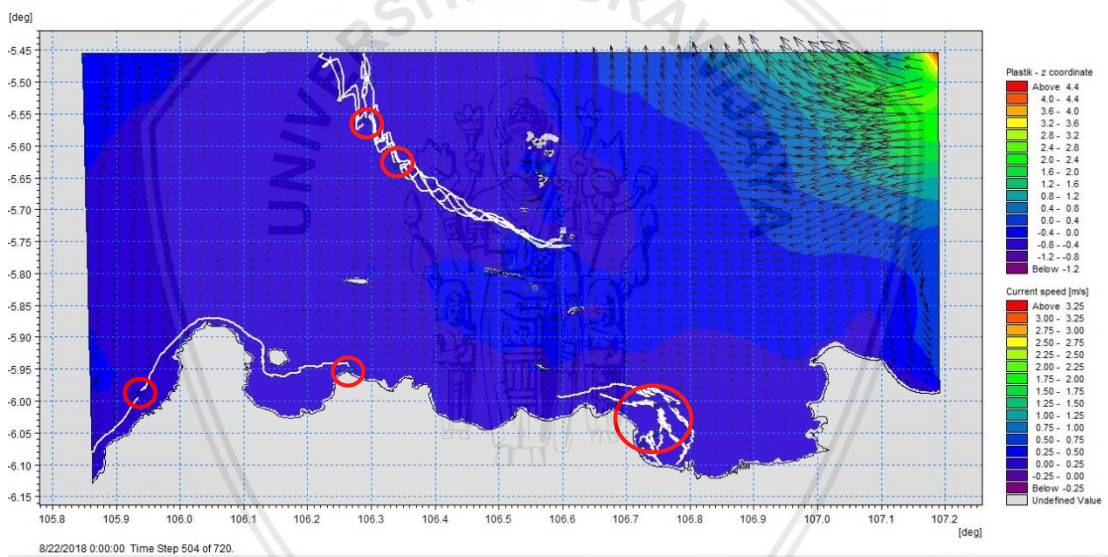 UNIVERSITAS BRAWIJAYA
[deg]
-5.45
-5.50
-5.55
-5.60
-5.65
-5.70
-5.75
-5.80
-5.85
-5.90
-5.95
-6.00
-6.05
-6.10
-6.15
105.8 105.9 106.0 106.1 106.2 106.3 106.4 106.5 106.6 106.7 106.8 106.9 107.0 107.1 107.2
[deg]
8/22/2018 0:00:00 Time Step 504 of 720.
Plastik - z coordinate
Above 4.4
4.0 - 4.4
3.6 - 4.0
3.2 - 3.6
2.8 - 3.2
2.4 - 2.8
2.0 - 2.4
1.6 - 2.0
1.2 - 1.6
0.8 - 1.2
0.4 - 0.8
0.0 - 0.4
-0.4 - 0.0
-0.8 - -0.4
-1.2 - -0.8
Below -1.2
Current speed [m/s]
Above 3.25
3.00 - 3.25
2.75 - 3.00
2.50 - 2.75
2.25 - 2.50
2.00 - 2.25
1.75 - 2.00
1.50 - 1.75
1.25 - 1.50
1.00 - 1.25
0.75 - 1.00
0.50 - 0.75
0.25 - 0.50
0.00 - 0.25
-0.25 - 0.00
Below -0.25
Undefined Value